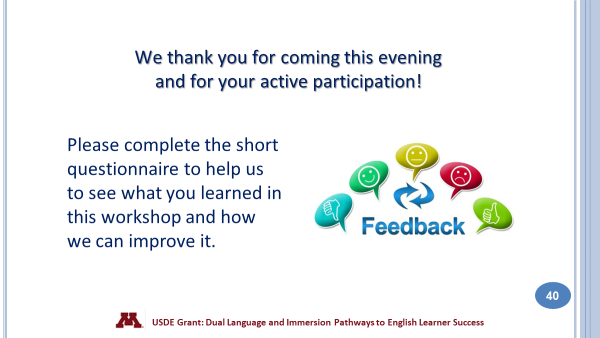 We thank you for coming this evening
and for your active participation!
Please complete the short
questionnaire to help us
to see what you learned in
this workshop and how
we can improve it.
Feedback
40
M
USDE Grant: Dual Language and Immersion Pathways to English Learner Success